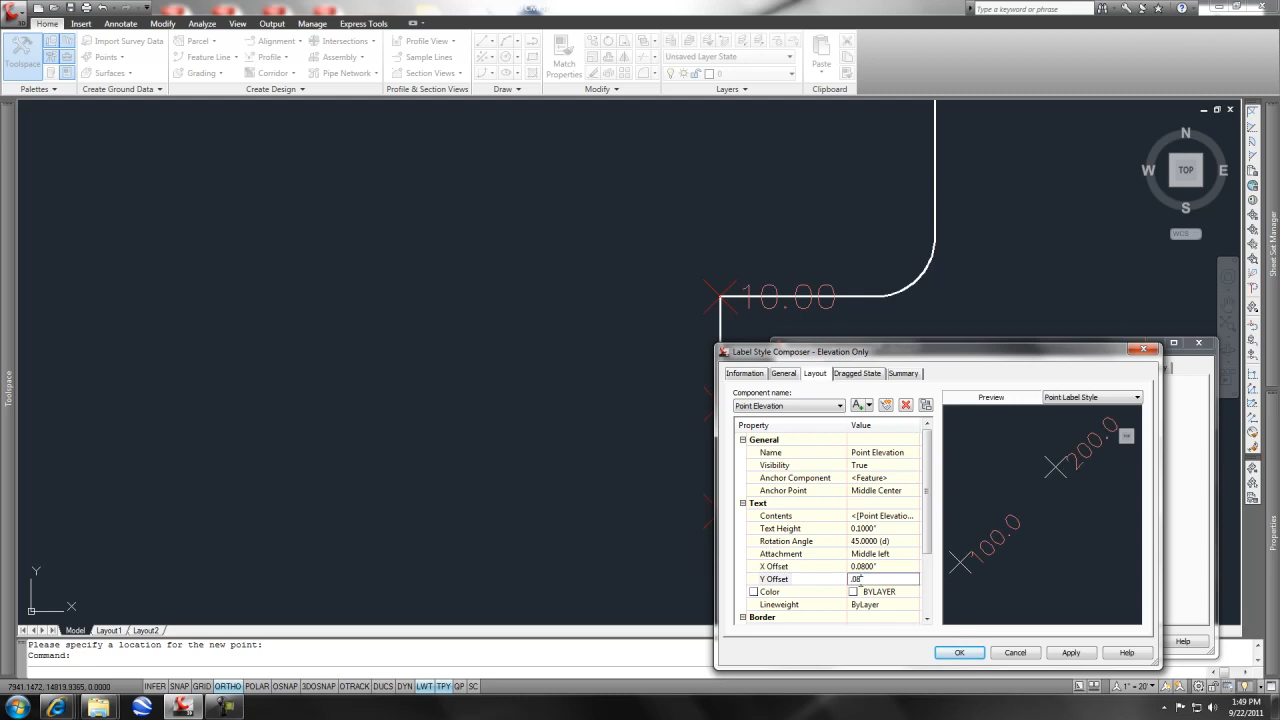 Type a keyword or phrase
Home Insert Annotate Modify Analyze View Output Manage Express Tools
Import Survey Data Parcel Alignment Intersections Profile View Unsaved Layer State
Toolspace Points Feature Line Profile Assembly Sample Lines Match Properties Paste
Surfaces Grading Corridor Pipe Network Section Views 0
Palettes Create Ground Data Create Design Profile & Section Views Draw Modify Layers Clipboard
N
W TOP E
S
WCS
Sheet Set Manager
Toolspace
Properties
10.00
Label Style Composer - Elevation Only
Information General Layout Dragged State Summary
Component name:
Point Elevation
Preview Point Label Style
Property Value
General
Name Point Elevation
Visibility True
Anchor Component <Feature>
Anchor Point Middle Center
Text
Contents <[Point Elevatio...
Text Height 0.1000"
Rotation Angle 45.0000 (d)
Attachment Middle left
X Offset 0.0800"
Y Offset .08"
Color BYLAYER
Lineweight ByLayer
Border
200.0
100.0
OK Cancel Apply Help
Help
Y
X
Model Layout1 Layout2
Please specify a location for the new point:
Command:
7941.1472, 14819.9365, 0.0000 INFER SNAP GRID ORTHO POLAR OSNAP 3DOSNAP OTRACK DUCS DYN LWT TPY QP SC 1" = 20'
1:49 PM
9/22/2011